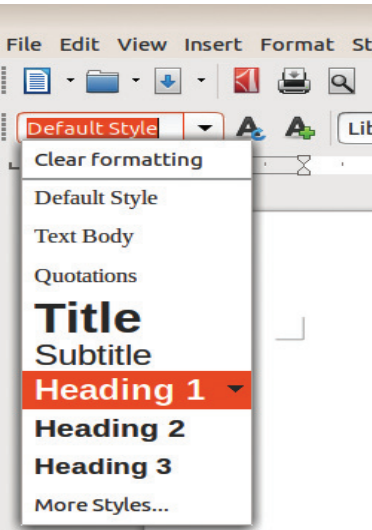 File Edit View Insert Format St
Default Style Lib
Clear formatting
Default Style
Text Body
Quotations
Title
Subtitle
Heading 1
Heading 2
Heading 3
More Styles...